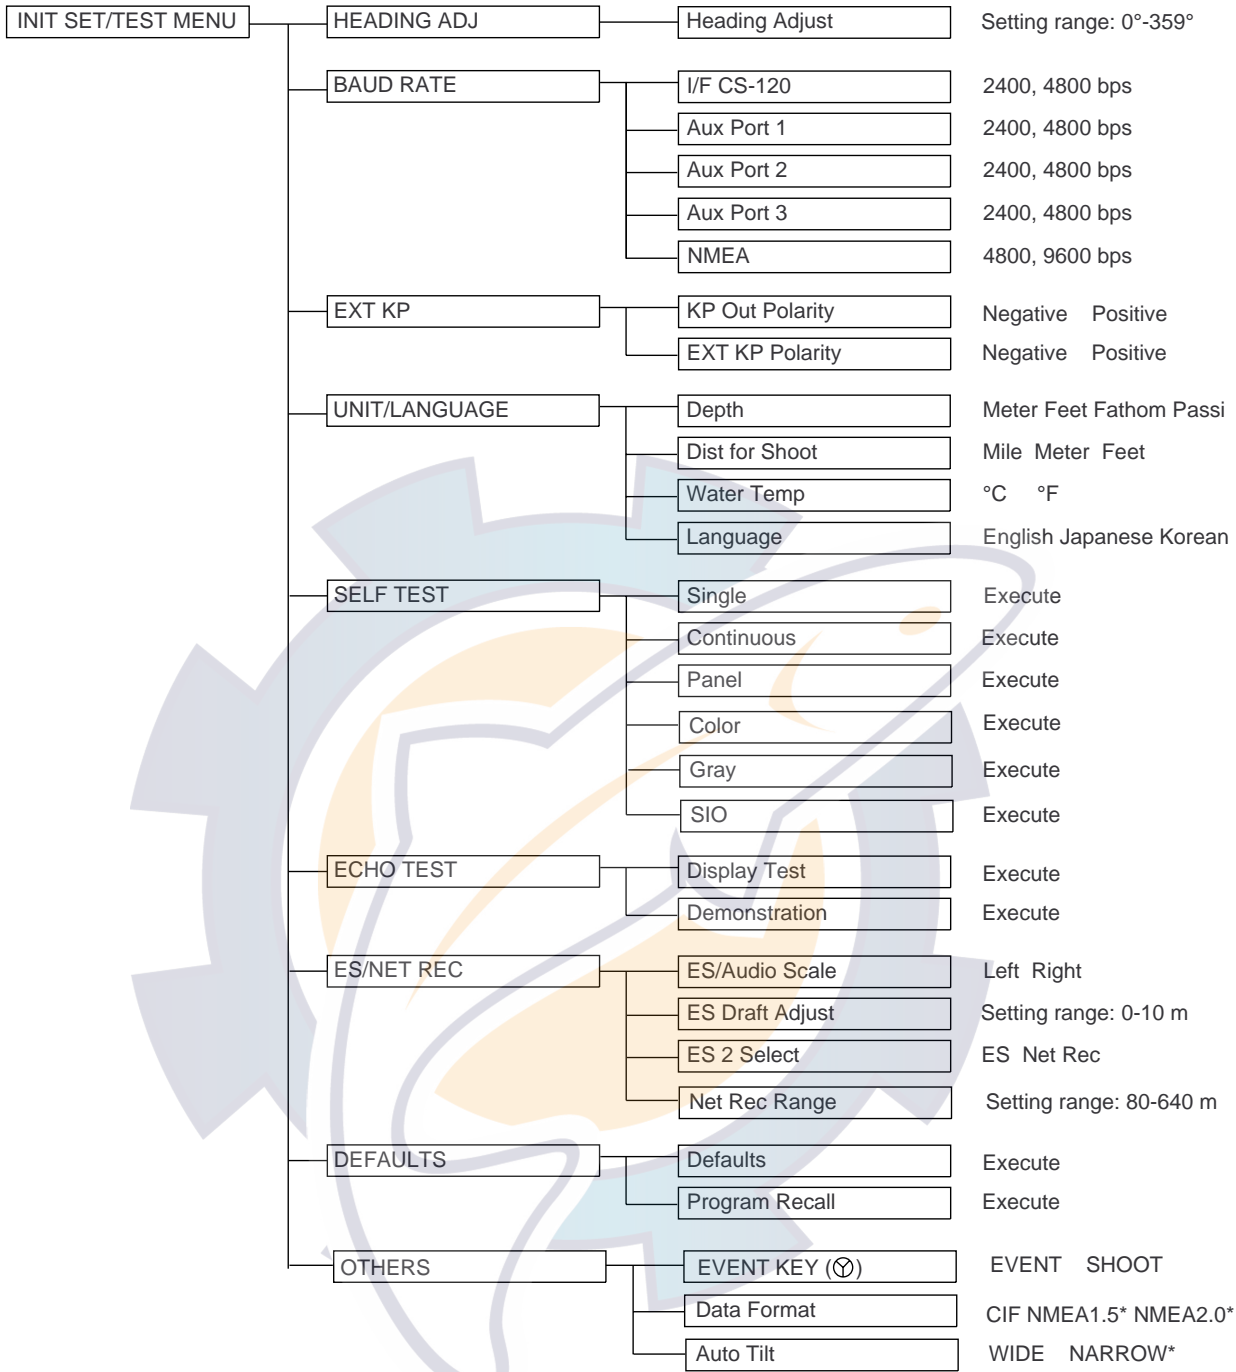 INIT SET/TEST MENU HEADING ADJ Heading Adjust Setting range: 0°-359°
BAUD RATE I/F CS-120 2400, 4800 bps
Aux Port 1 2400, 4800 bps
Aux Port 2 2400, 4800 bps
Aux Port 3 2400, 4800 bps
NMEA 4800, 9600 bps
EXT KP KP Out Polarity Negative Positive
EXT KP Polarity Negative Positive
UNIT/LANGUAGE Depth Meter Feet Fathom Passi
Dist for Shoot Mile Meter Feet
Water Temp °C °F
Language English Japanese Korean
SELF TEST Single Execute
Continuous Execute
Panel Execute
Color Execute
Gray Execute
SIO Execute
ECHO TEST Display Test Execute
Demonstration Execute
ES/NET REC ES/Audio Scale Left Right
ES Draft Adjust Setting range: 0-10 m
ES 2 Select ES Net Rec
Net Rec Range Setting range: 80-640 m
DEFAULTS Defaults Execute
Program Recall Execute
OTHERS EVENT KEY (Ⓨ) EVENT SHOOT
Data Format CIF NMEA1.5* NMEA2.0*
Auto Tilt WIDE NARROW*